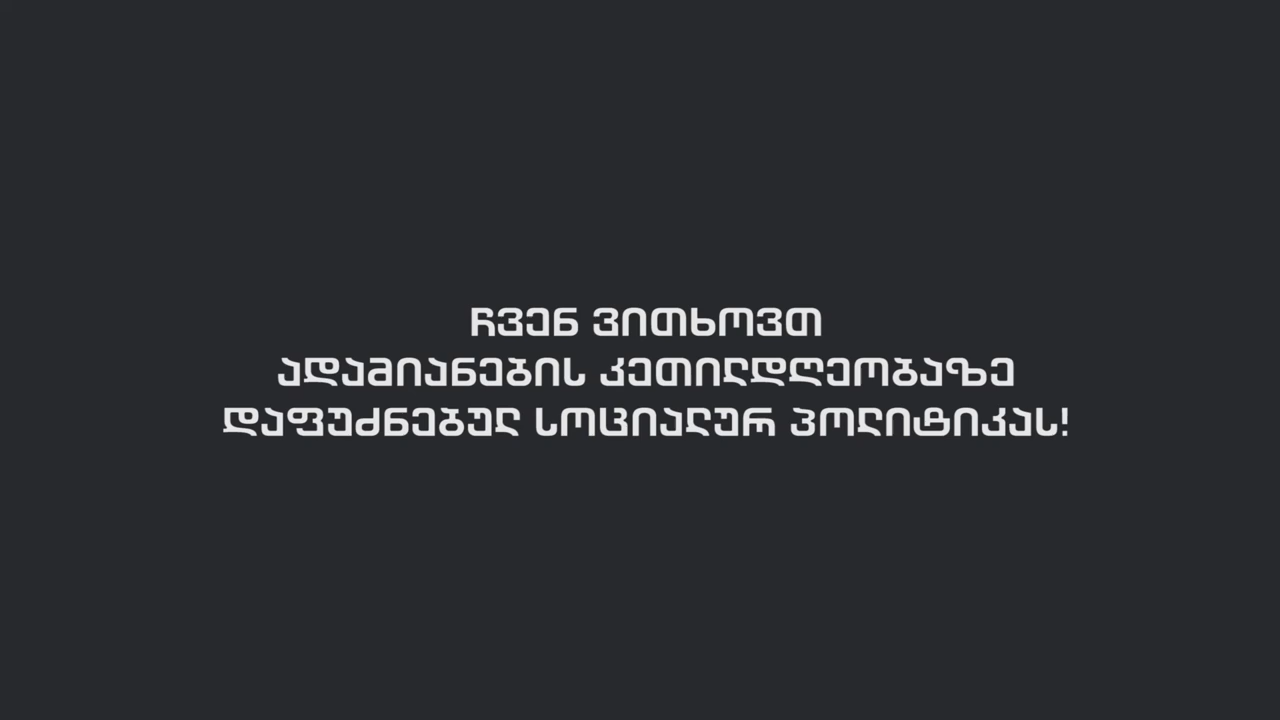 ჩვენ ვითხოვთ
ადამიანების კეთილდღეობაზე
დაფუძნებულ სოციალურ პოლიტიკას!